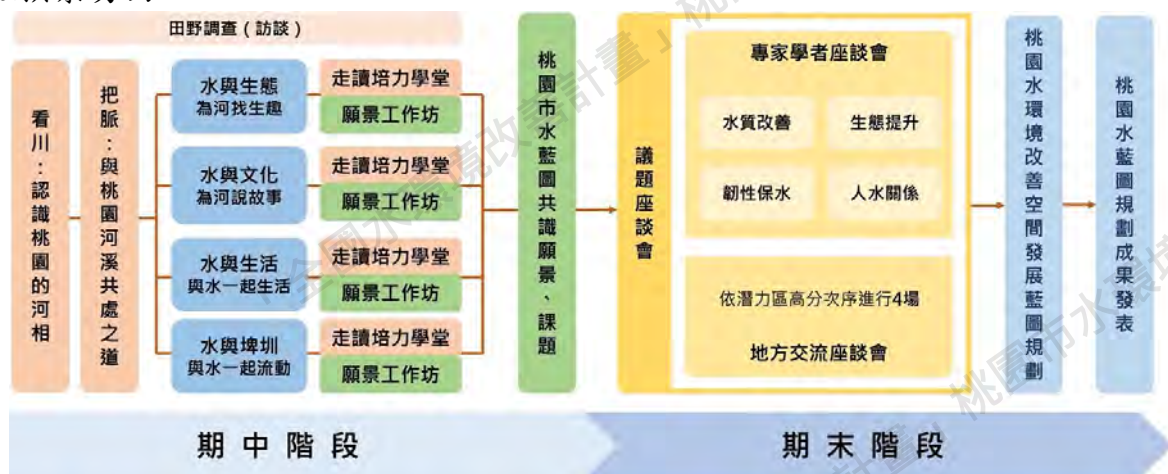 田野調查(訪談)
看川：認識桃園的河相
把脈：與桃園河溪共處之道
水與生態
為河找生趣
走讀培力學堂
願景工作坊
水與文化
為河說故事
走讀培力學堂
願景工作坊
水與生活
與水一起生活
走讀培力學堂
願景工作坊
水與埤圳
與水一起流動
走讀培力學堂
願景工作坊
桃園市水藍圖共識願景、課題
議題座談會
專家學者座談會
水質改善
生態提升
韌性保水
人水關係
依潛力區高分次序進行4場
地方交流座談會
桃園水環境改善空間發展藍圖規劃
桃園水藍圖規劃成果發表
期中階段
期末階段